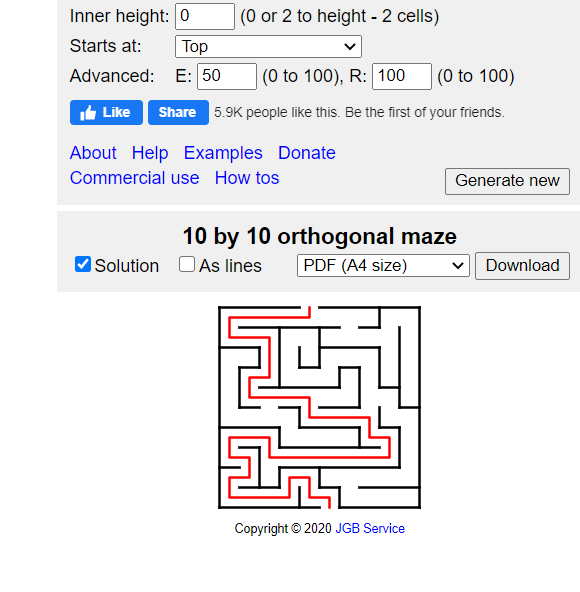 Inner height: 0 (0 or 2 to height - 2 cells)
Starts at: Top
Advanced: E: 50 (0 to 100), R: 100 (0 to 100)
Like Share 5.9K people like this. Be the first of your friends.
About Help Examples Donate
Commercial use How tos
Generate new
10 by 10 orthogonal maze
Solution As lines PDF (A4 size) Download
Copyright © 2020 JGB Service